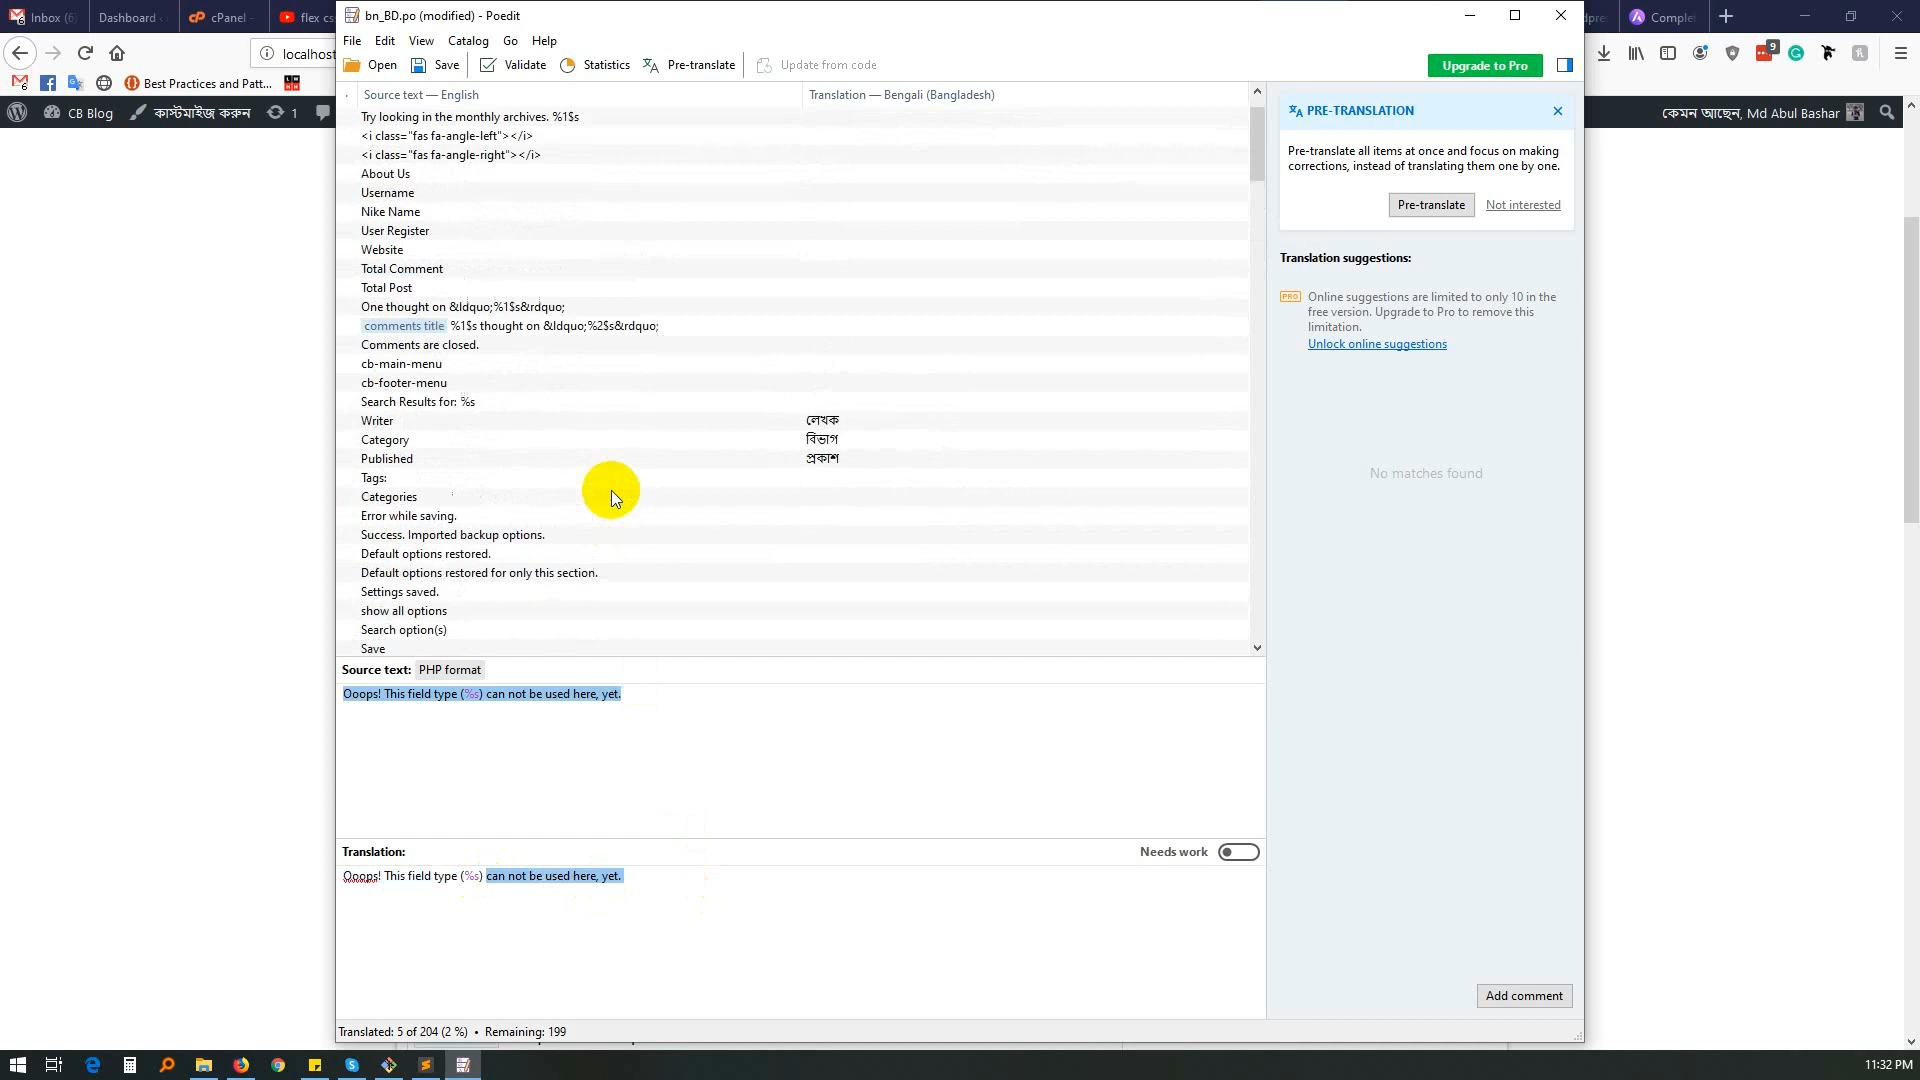 Inbox (6)
Dashboard
cPanel
flex cs
Comple
bn_BD.po (modified) - Poedit
File Edit View Catalog Go Help
Open Save Validate Statistics Pre-translate Update from code Upgrade to Pro
localhost
9
Best Practices and Patt...
CB Blog কাস্টমাইজ করুন 1
কেমন আছেন, Md Abul Bashar
Source text — English Translation — Bengali (Bangladesh)
Try looking in the monthly archives. %1$s
<i class="fas fa-angle-left"></i>
<i class="fas fa-angle-right"></i>
About Us
Username
Nike Name
User Register
Website
Total Comment
Total Post
One thought on &ldquo;%1$s&rdquo;
comments title %1$s thought on &ldquo;%2$s&rdquo;
Comments are closed.
cb-main-menu
cb-footer-menu
Search Results for: %s
Writer লেখক
Category বিভাগ
Published প্রকাশ
Tags:
Categories
Error while saving.
Success. Imported backup options.
Default options restored.
Default options restored for only this section.
Settings saved.
show all options
Search option(s)
Save
Source text: PHP format
Ooops! This field type (%s) can not be used here, yet.
Translation: Needs work
Ooops! This field type (%s) can not be used here, yet.
Translated: 5 of 204 (2 %) • Remaining: 199
PRE-TRANSLATION
Pre-translate all items at once and focus on making
corrections, instead of translating them one by one.
Pre-translate Not interested
Translation suggestions:
PRO Online suggestions are limited to only 10 in the
free version. Upgrade to Pro to remove this
limitation.
Unlock online suggestions
No matches found
Add comment
11:32 PM